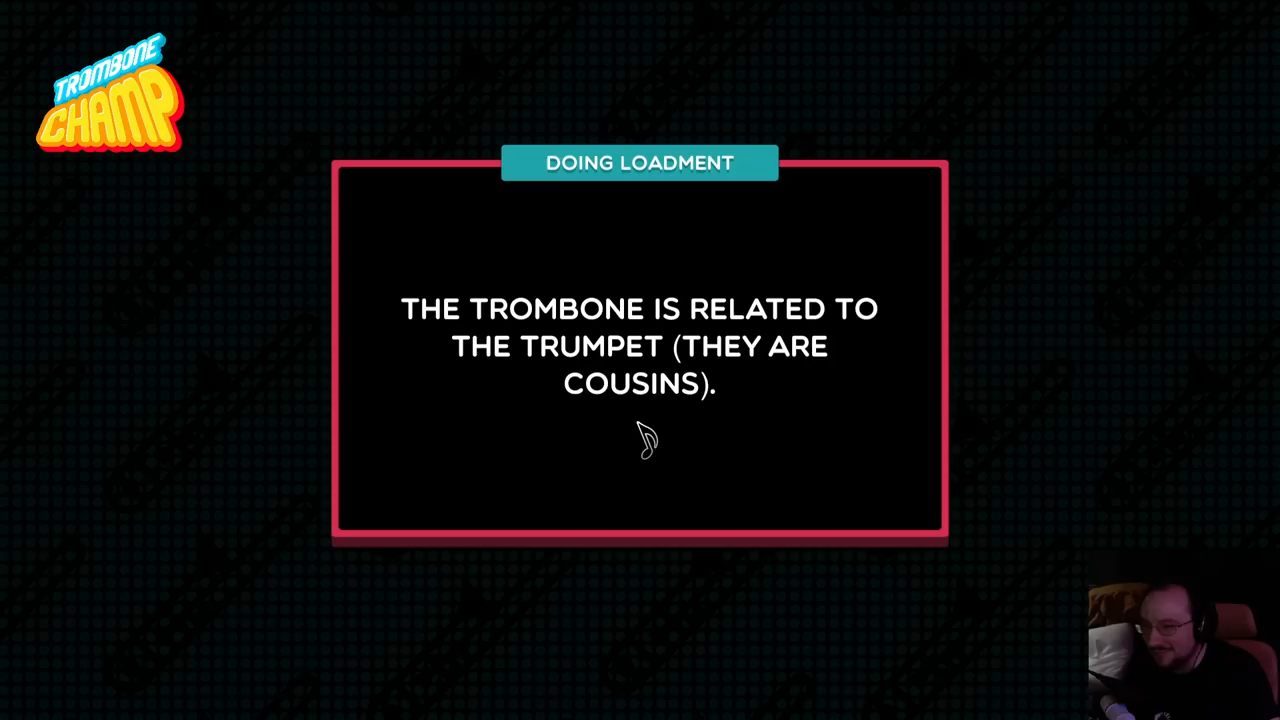 TROMBONE
CHAMP
DOING LOADMENT
THE TROMBONE IS RELATED TO
THE TRUMPET (THEY ARE
COUSINS).